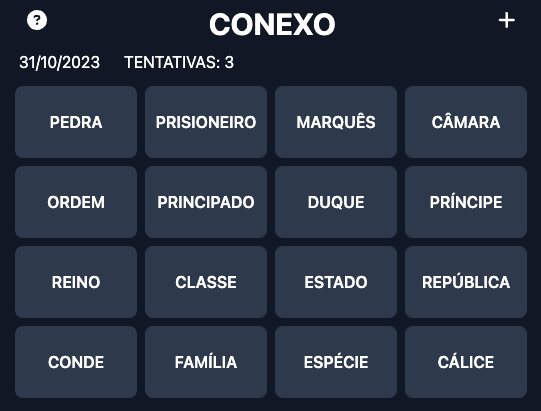 ?
CONEXO
+
31/10/2023 TENTATIVAS: 3
PEDRA PRISIONEIRO MARQUÊS CÂMARA
ORDEM PRINCIPADO DUQUE PRÍNCIPE
REINO CLASSE ESTADO REPÚBLICA
CONDE FAMÍLIA ESPÉCIE CÁLICE